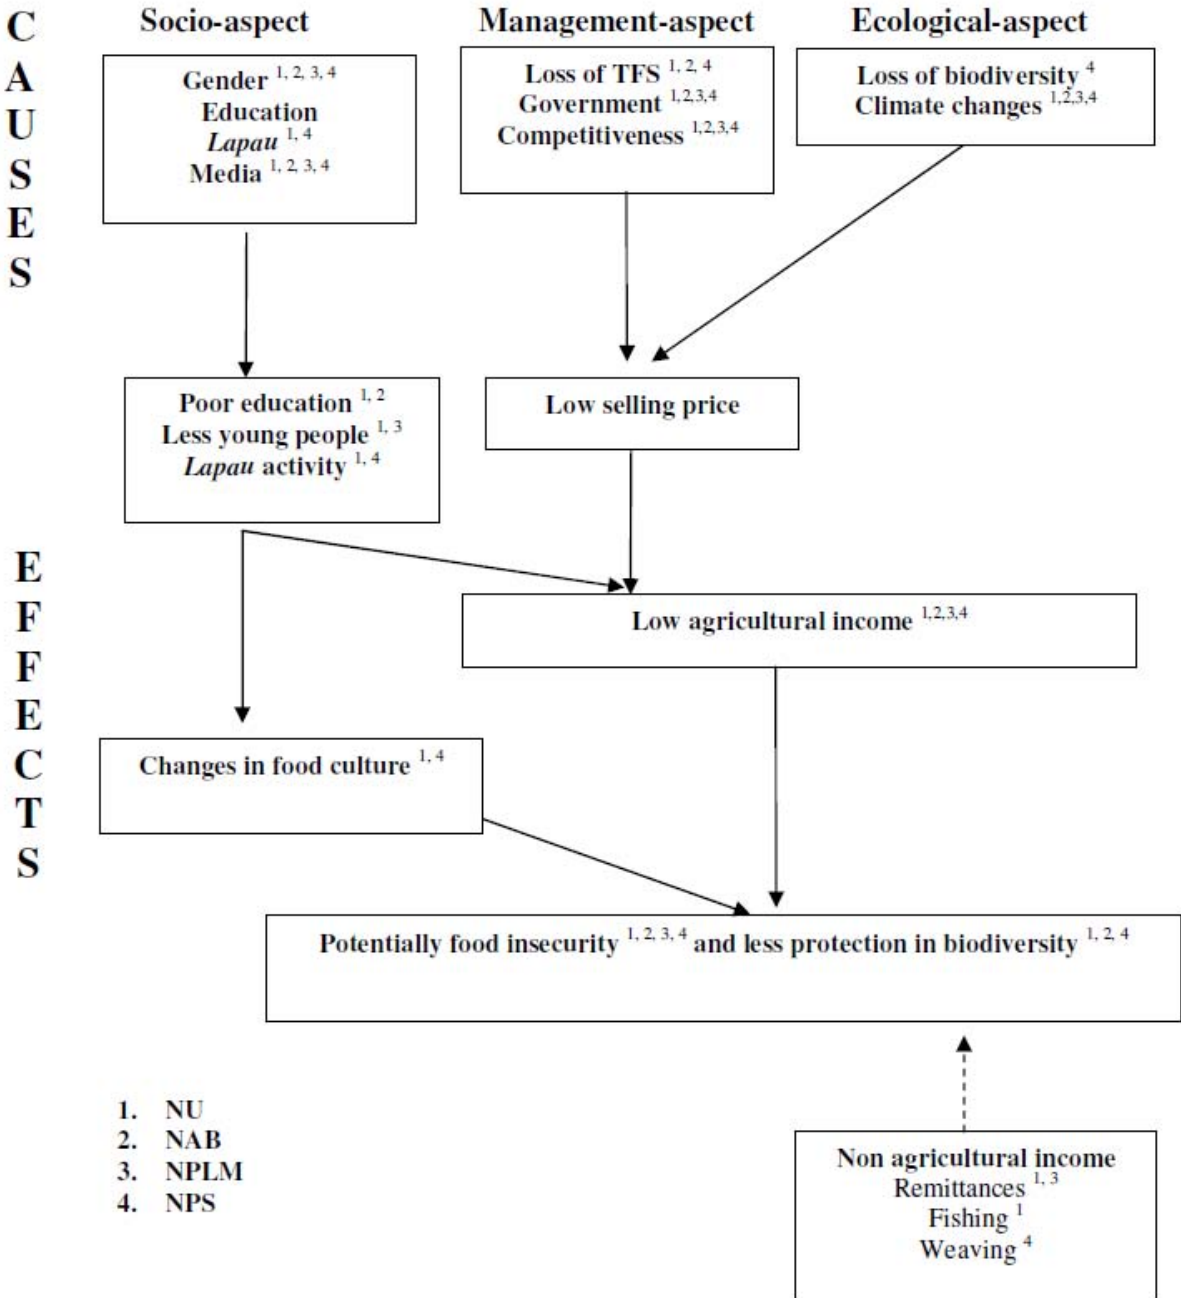 CAUSES
Socio-aspect
Management-aspect
Ecological-aspect
Gender 1, 2, 3, 4
Education
Lapau 1, 4
Media 1, 2, 3, 4
Loss of TFS 1, 2, 4
Government 1,2,3,4
Competitiveness 1,2,3,4
Loss of biodiversity 4
Climate changes 1,2,3,4
Poor education 1, 2
Less young people 1, 3
Lapau activity 1, 4
Low selling price
EFFECTS
Low agricultural income 1,2,3,4
Changes in food culture 1, 4
Potentially food insecurity 1, 2, 3, 4 and less protection in biodiversity 1, 2, 4
1. NU
2. NAB
3. NPLM
4. NPS
Non agricultural income
Remittances 1, 3
Fishing 1
Weaving 4